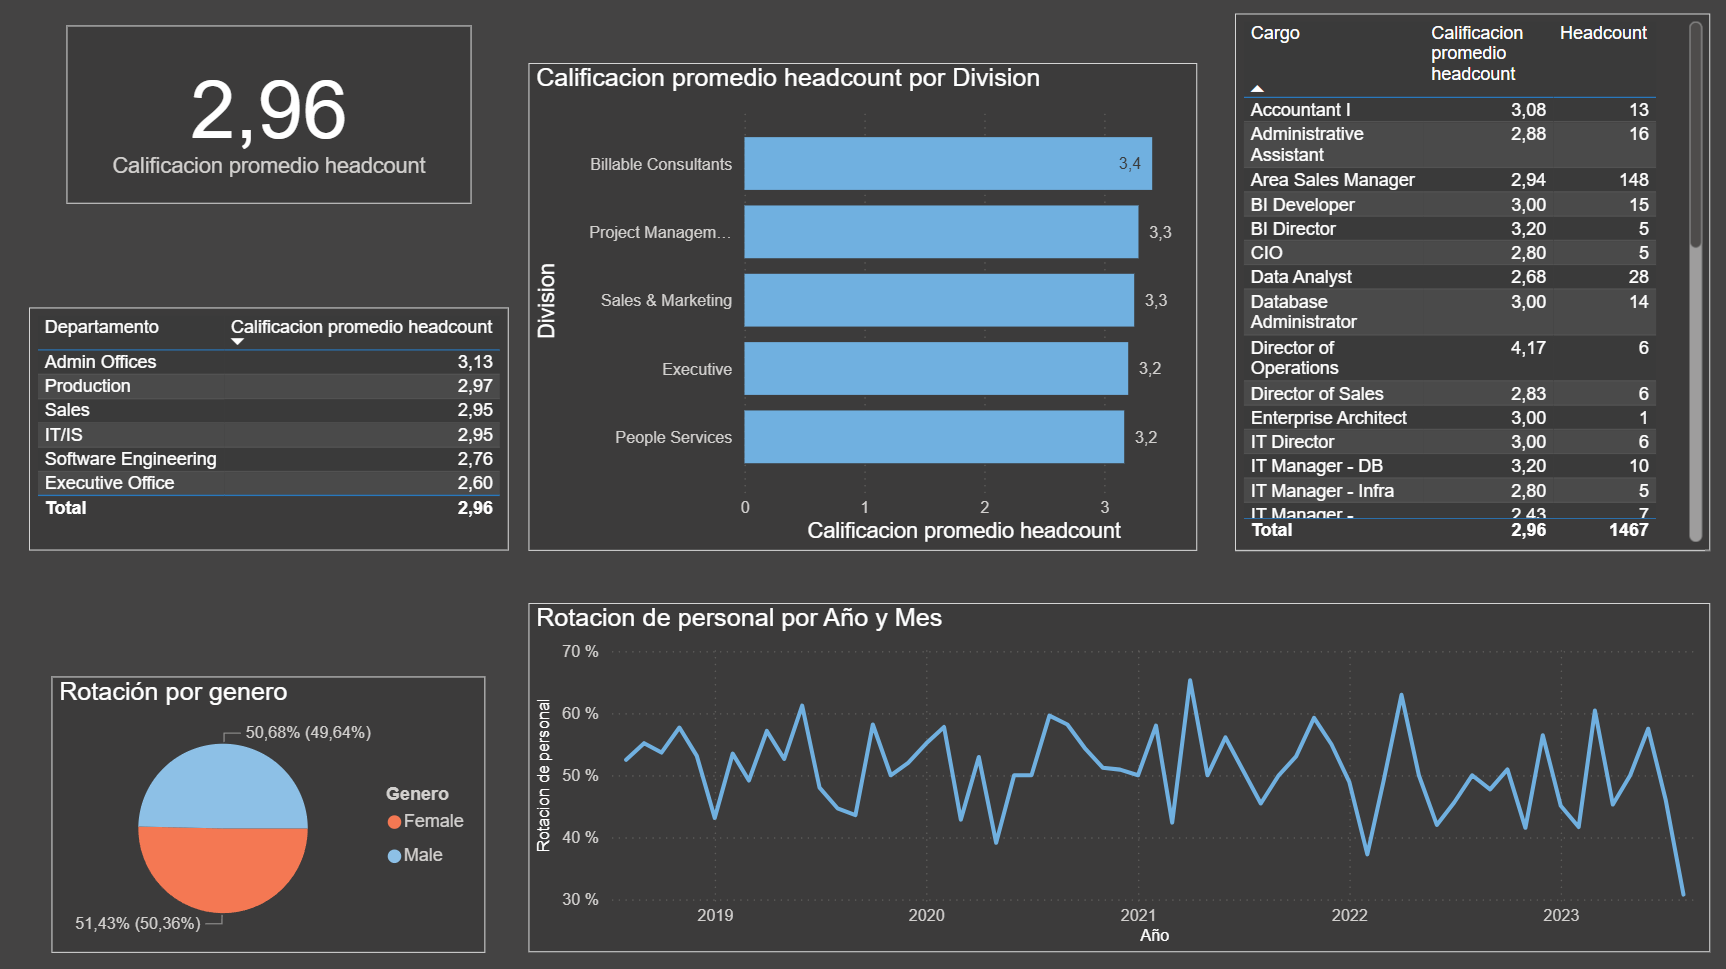 2,96
Calificacion promedio headcount
Departamento Calificacion promedio headcount
Admin Offices 3,13
Production 2,97
Sales 2,95
IT/IS 2,95
Software Engineering 2,76
Executive Office 2,60
Total 2,96
Calificacion promedio headcount por Division
Division
Billable Consultants 3,4
Project Managem... 3,3
Sales & Marketing 3,3
Executive 3,2
People Services 3,2
0 1 2 3
Calificacion promedio headcount
Cargo Calificacion promedio headcount Headcount
Accountant I 3,08 13
Administrative Assistant 2,88 16
Area Sales Manager 2,94 148
BI Developer 3,00 15
BI Director 3,20 5
CIO 2,80 5
Data Analyst 2,68 28
Database Administrator 3,00 14
Director of Operations 4,17 6
Director of Sales 2,83 6
Enterprise Architect 3,00 1
IT Director 3,00 6
IT Manager - DB 3,20 10
IT Manager - Infra 2,80 5
IT Manager - 2,43 7
Total 2,96 1467
Rotación por genero
50,68% (49,64%)
51,43% (50,36%)
Genero
Female
Male
Rotacion de personal por Año y Mes
Rotacion de personal
70 %
60 %
50 %
40 %
30 %
2019 2020 2021 2022 2023
Año